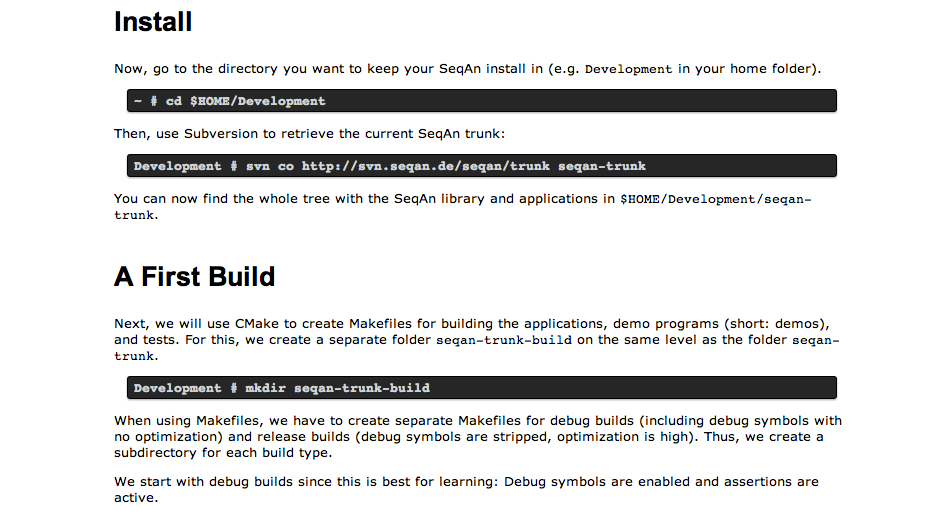 Install
Now, go to the directory you want to keep your SeqAn install in (e.g. Development in your home folder).
~ # cd $HOME/Development
Then, use Subversion to retrieve the current SeqAn trunk:
Development # svn co http://svn.seqan.de/seqan/trunk seqan-trunk
You can now find the whole tree with the SeqAn library and applications in $HOME/Development/seqan-
trunk.
A First Build
Next, we will use CMake to create Makefiles for building the applications, demo programs (short: demos),
and tests. For this, we create a separate folder seqan-trunk-build on the same level as the folder seqan-
trunk.
Development # mkdir seqan-trunk-build
When using Makefiles, we have to create separate Makefiles for debug builds (including debug symbols with
no optimization) and release builds (debug symbols are stripped, optimization is high). Thus, we create a
subdirectory for each build type.
We start with debug builds since this is best for learning: Debug symbols are enabled and assertions are
active.